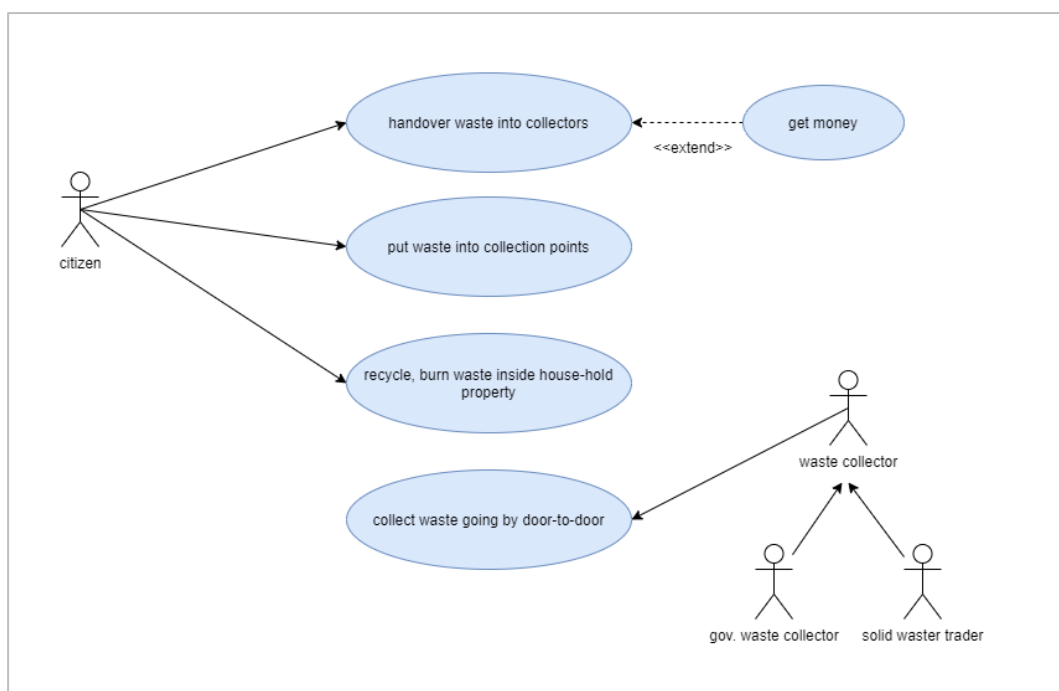 handover waste into collectors
get money
<<extend>>
citizen
put waste into collection points
recycle, burn waste inside house-hold
property
waste collector
collect waste going by door-to-door
gov. waste collector
solid waster trader